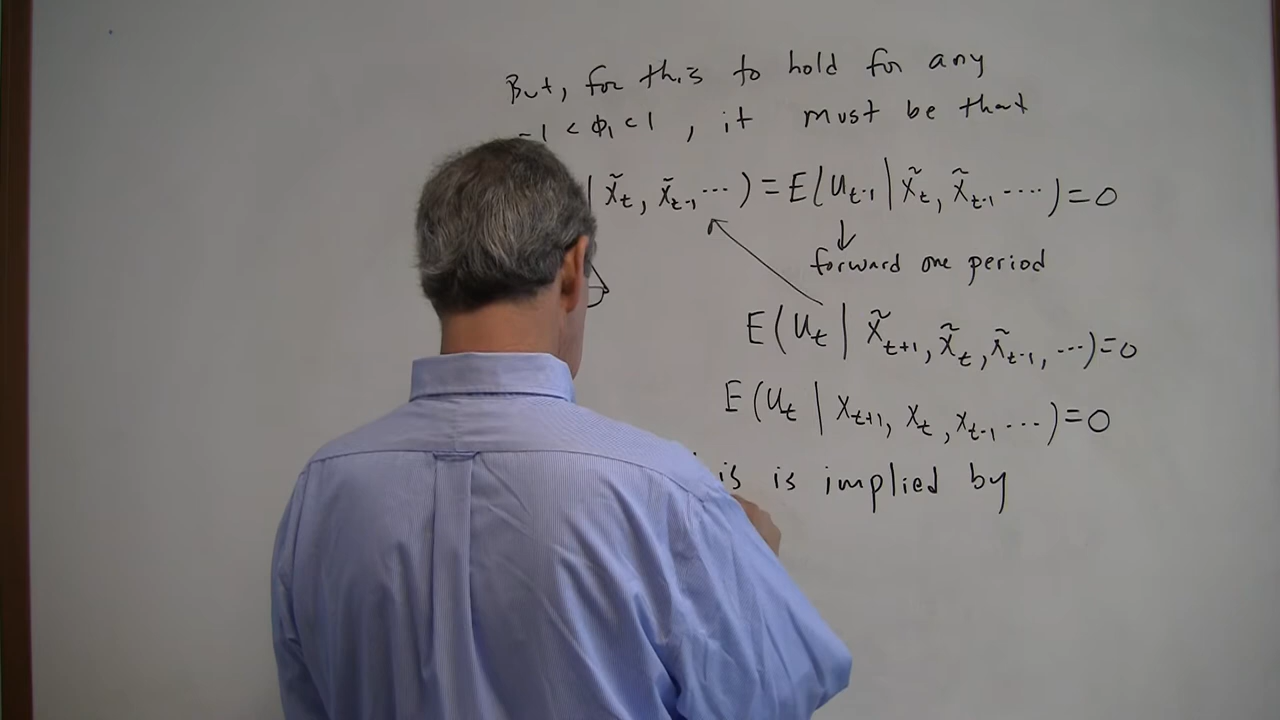 But, for this to hold for any
-1 < ϕ₁ < 1 , it must be that
| x̃ₜ, x̃ₜ₋₁ ... ) = E(uₜ₋₁ | x̃ₜ, x̃ₜ₋₁ ....) = 0
↓
forward one period
E(uₜ | x̃ₜ₊₁, x̃ₜ, x̃ₜ₋₁, ...) = 0
E(uₜ | xₜ₊₁, xₜ, xₜ₋₁ ...) = 0
is is implied by